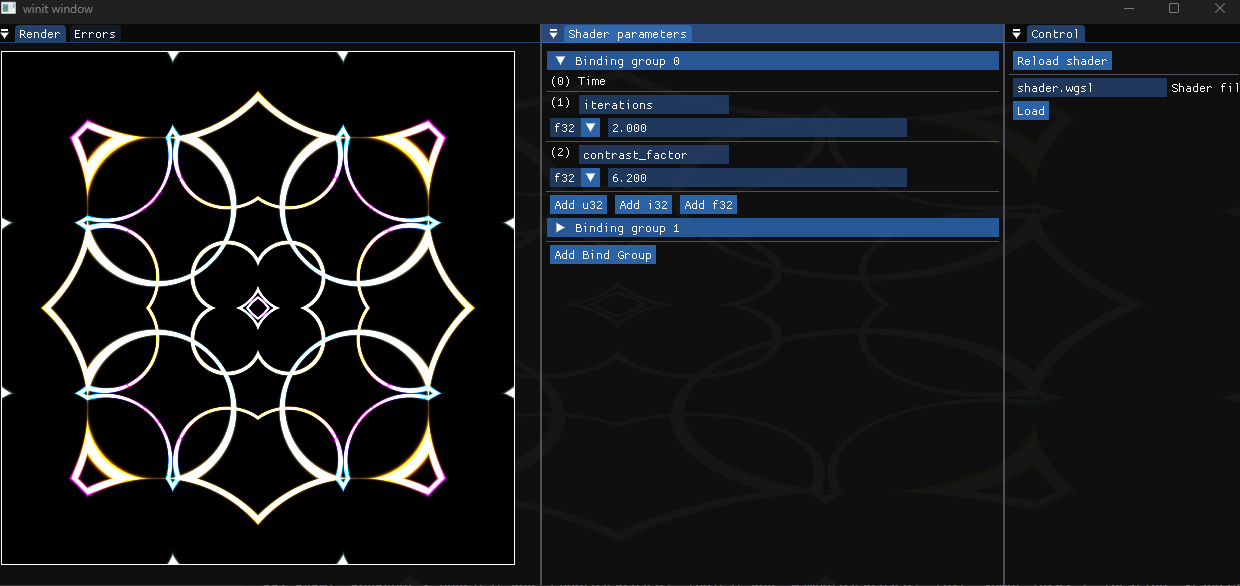 winit window
Render Errors
Shader parameters
Binding group 0
(0) Time
(1) iterations
f32 2.000
(2) contrast_factor
f32 6.200
Add u32 Add i32 Add f32
Binding group 1
Add Bind Group
Control
Reload shader
shader.wgsl Shader fil
Load